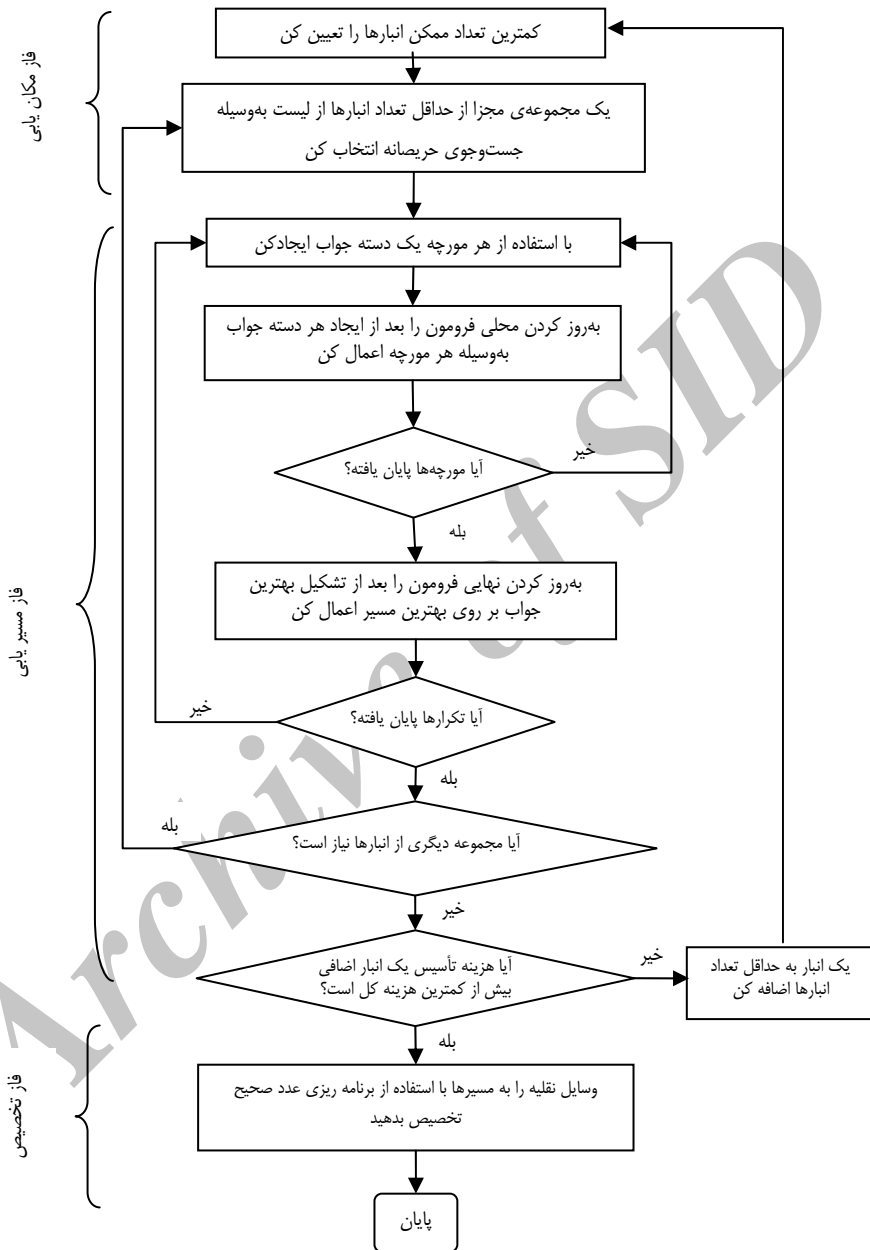 کمترین تعداد ممکن انبارها را تعیین کن
فاز مکان یابی
یک مجموعه‌ی مجزا از حداقل تعداد انبارها از لیست به‌وسیله
جست‌وجوی حریصانه انتخاب کن
با استفاده از هر مورچه یک دسته جواب ایجادکن
به‌روز کردن محلی فرومون را بعد از ایجاد هر دسته جواب
به‌وسیله هر مورچه اعمال کن
آیا مورچه‌ها پایان یافته؟
خیر
بله
به‌روز کردن نهایی فرومون را بعد از تشکیل بهترین
جواب بر روی بهترین مسیر اعمال کن
فاز مسیر یابی
آیا تکرارها پایان یافته؟
خیر
بله
آیا مجموعه دیگری از انبارها نیاز است؟
بله
خیر
آیا هزینه تأسیس یک انبار اضافی
بیش از کمترین هزینه کل است؟
خیر
یک انبار به حداقل تعداد
انبارها اضافه کن
بله
وسایل نقلیه را به مسیرها با استفاده از برنامه ریزی عدد صحیح
تخصیص بدهید
فاز تخصیص
پایان
Archive of SID